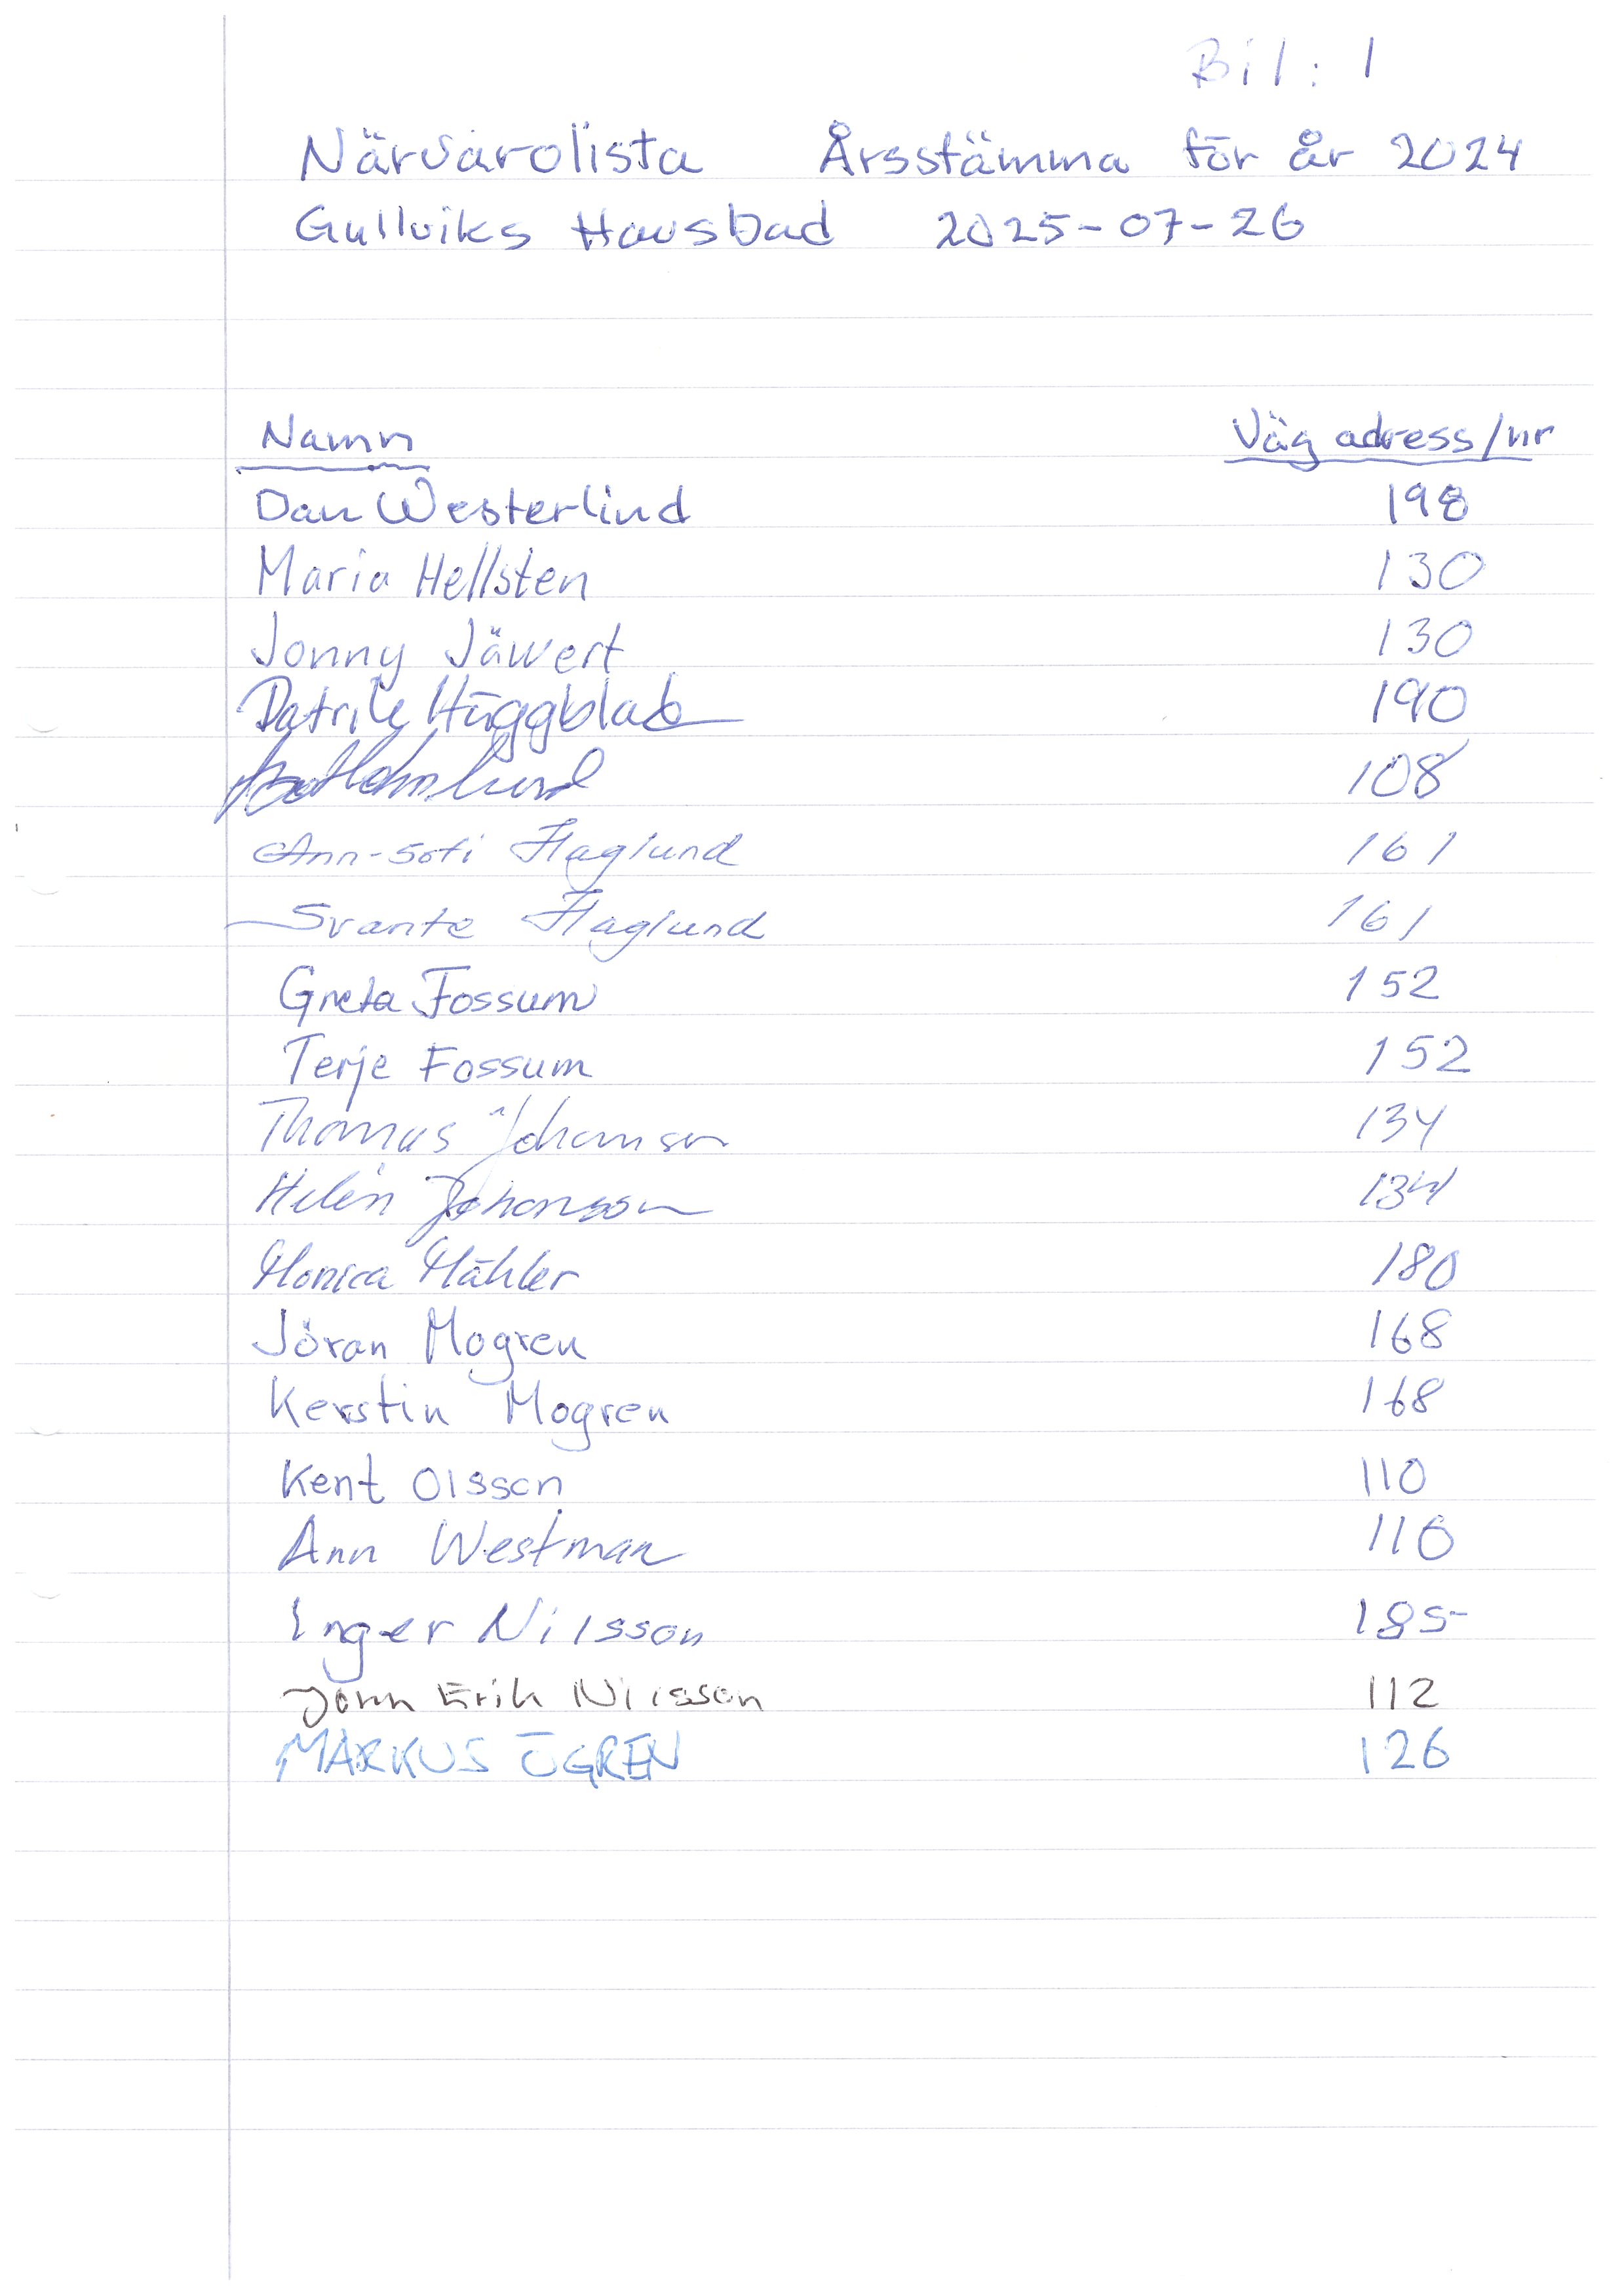 Bil: 1
Närvarolista Årsstämma för år 2024
Gullviks Havsbad 2025-07-26
Namn Väg adress/nr
Dan Westerlind 198
Maria Hellsten 130
Jonny Jäwert 130
Patrik Häggblad 190
108
Ann-Sofi Haglund 161
Svante Haglund 161
Greta Fossum 152
Terje Fossum 152
Thomas Johansson 134
Helén Johansson 134
Monica Mähler 180
Jöran Mogren 168
Kerstin Mogren 168
Kent Olsson 110
Ann Westman 110
Inger Nilsson 185
John Erik Nilsson 112
MARKUS ÖGREN 126